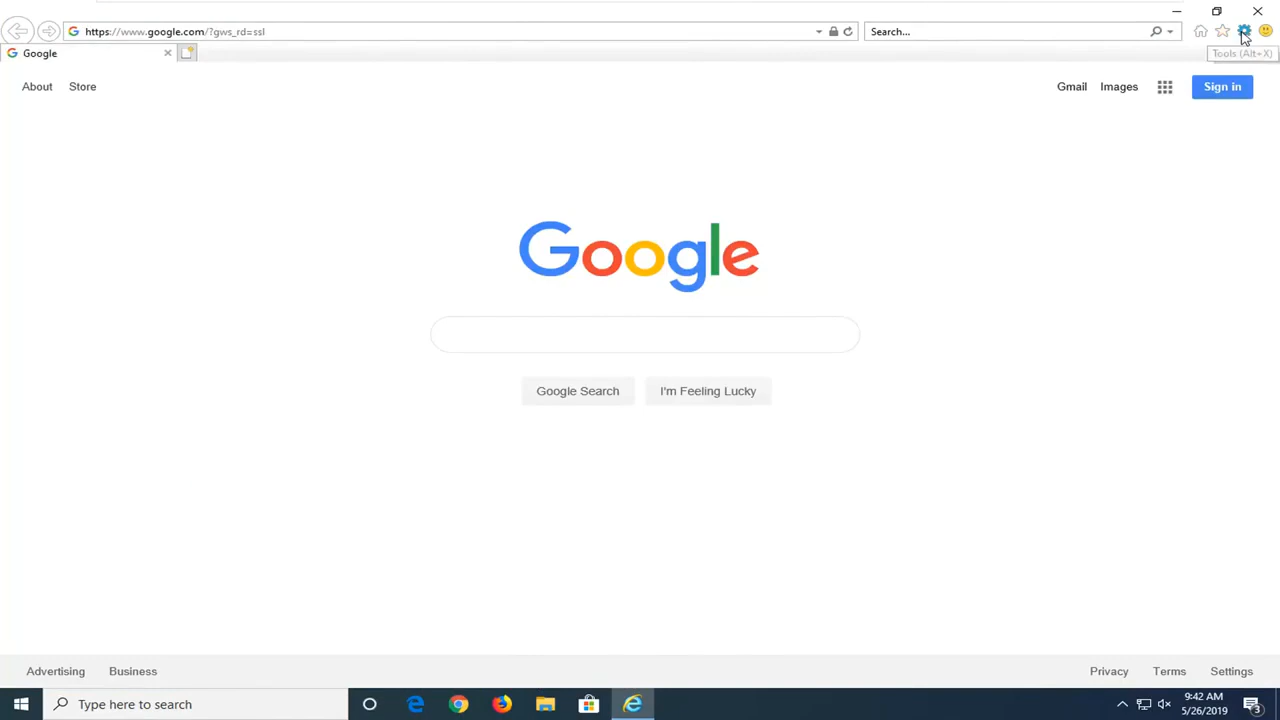 https://www.google.com/?gws_rd=ssl
Search...
Google
Tools (Alt+X)
About
Store
Gmail
Images
Sign in
Google
Google Search
I'm Feeling Lucky
Advertising
Business
Privacy
Terms
Settings
Type here to search
9:42 AM
5/26/2019
3